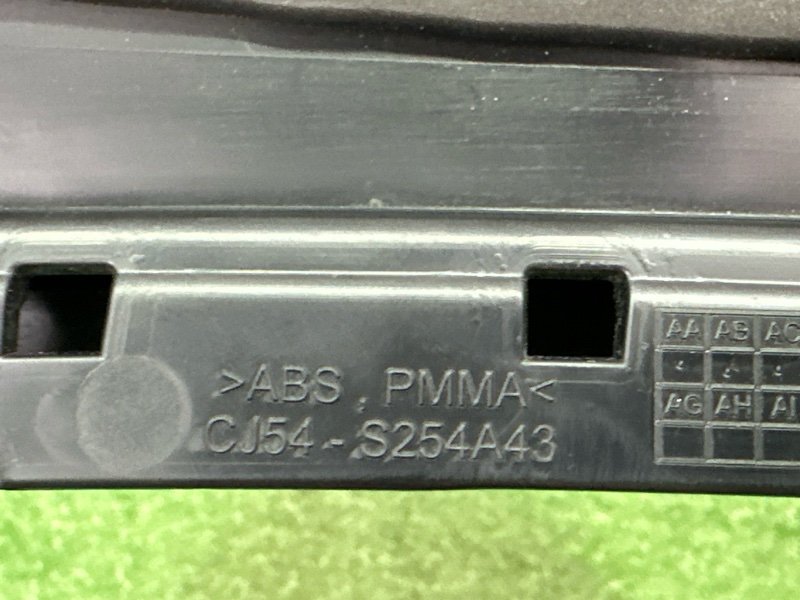 >ABS , PMMA<
CJ54 - S254A43
AA AB AC
AG AH AI